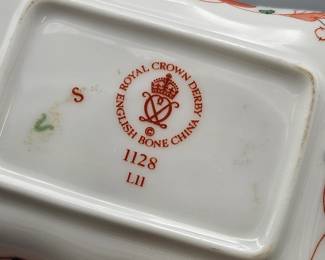 ROYAL CROWN DERBY
ENGLISH BONE CHINA
©
S
1128
LII